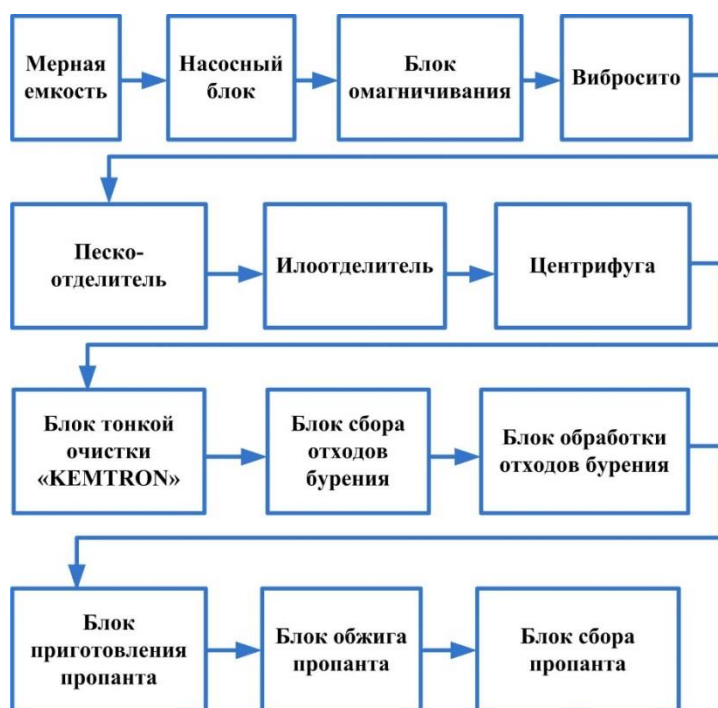 Мерная
емкость
Насосный
блок
Блок
омагничивания
Вибросито
Песко-
отделитель
Илоотделитель
Центрифуга
Блок тонкой
очистки
«KEMTRON»
Блок сбора
отходов
бурения
Блок обработки
отходов бурения
Блок
приготовления
пропанта
Блок обжига
пропанта
Блок сбора
пропанта